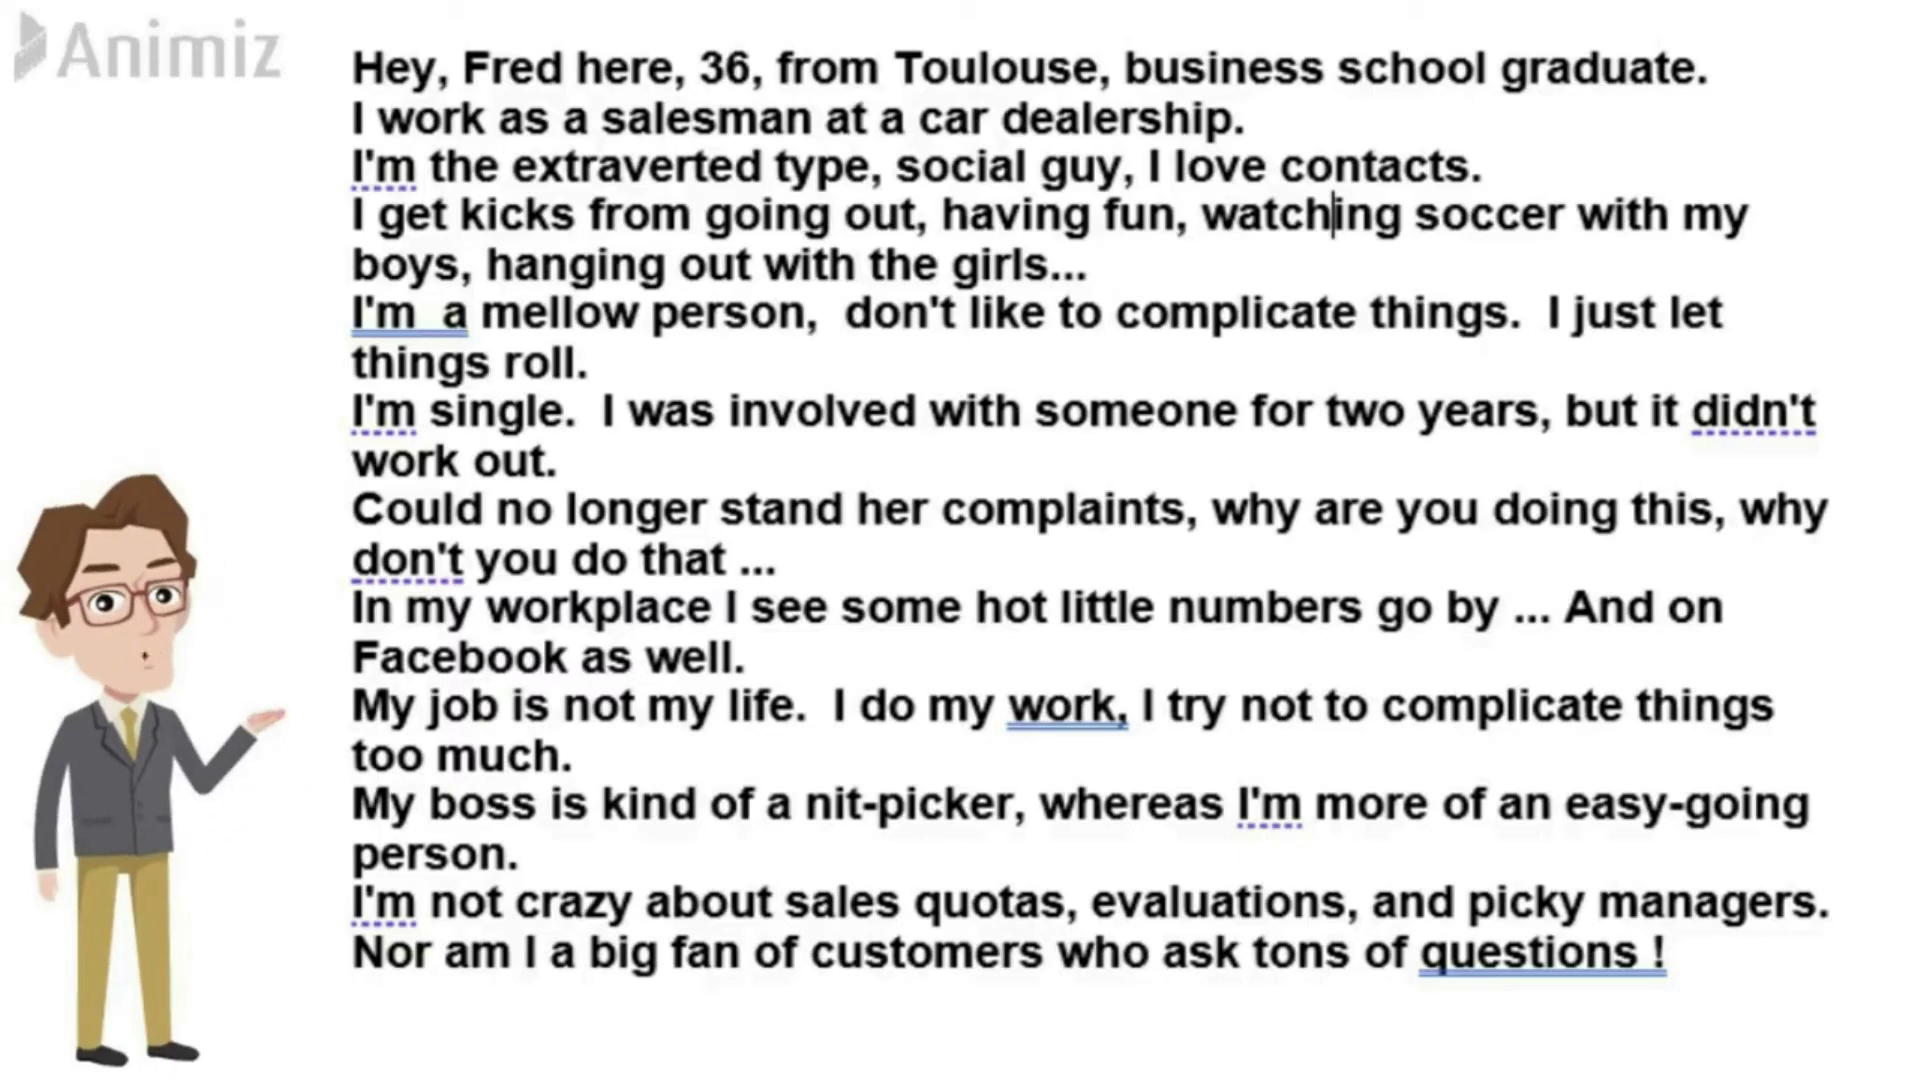 Animiz
Hey, Fred here, 36, from Toulouse, business school graduate.
I work as a salesman at a car dealership.
I'm the extraverted type, social guy, I love contacts.
I get kicks from going out, having fun, watching soccer with my
boys, hanging out with the girls...
I'm  a mellow person,  don't like to complicate things.  I just let
things roll.
I'm single.  I was involved with someone for two years, but it didn't
work out.
Could no longer stand her complaints, why are you doing this, why
don't you do that ...
In my workplace I see some hot little numbers go by ... And on
Facebook as well.
My job is not my life.  I do my work, I try not to complicate things
too much.
My boss is kind of a nit-picker, whereas I'm more of an easy-going
person.
I'm not crazy about sales quotas, evaluations, and picky managers.
Nor am I a big fan of customers who ask tons of questions !